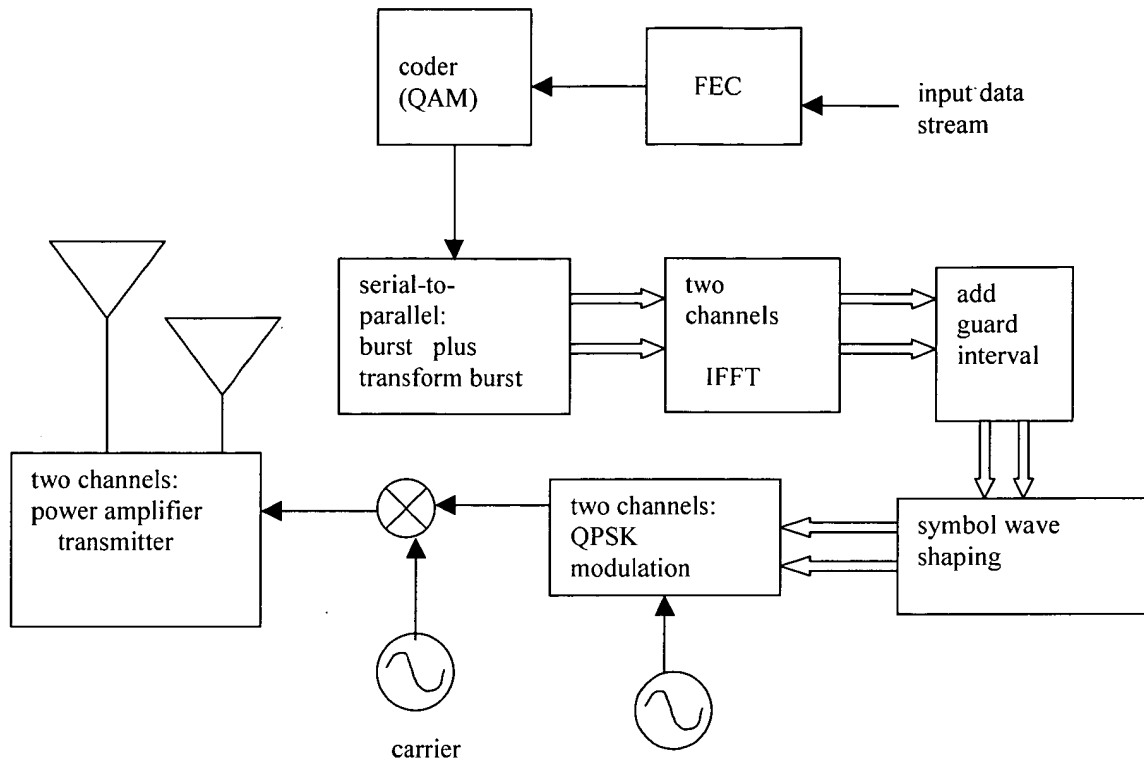 coder
(QAM)
FEC
input data
stream
serial-to-
parallel:
burst plus
transform burst
two
channels
IFFT
add
guard
interval
two channels:
power amplifier
transmitter
two channels:
QPSK
modulation
symbol wave
shaping
carrier